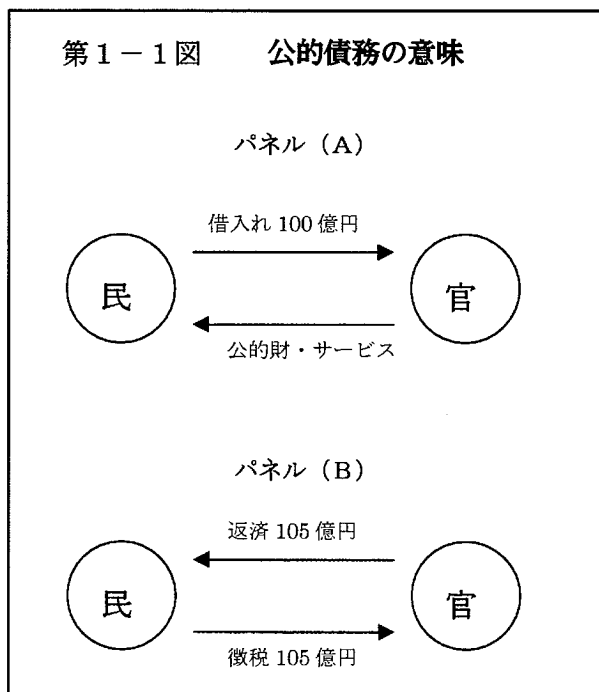 第１－１図 公的債務の意味
パネル（A）
借入れ 100 億円
民 官
公的財・サービス
パネル（B）
返済 105 億円
民 官
徴税 105 億円